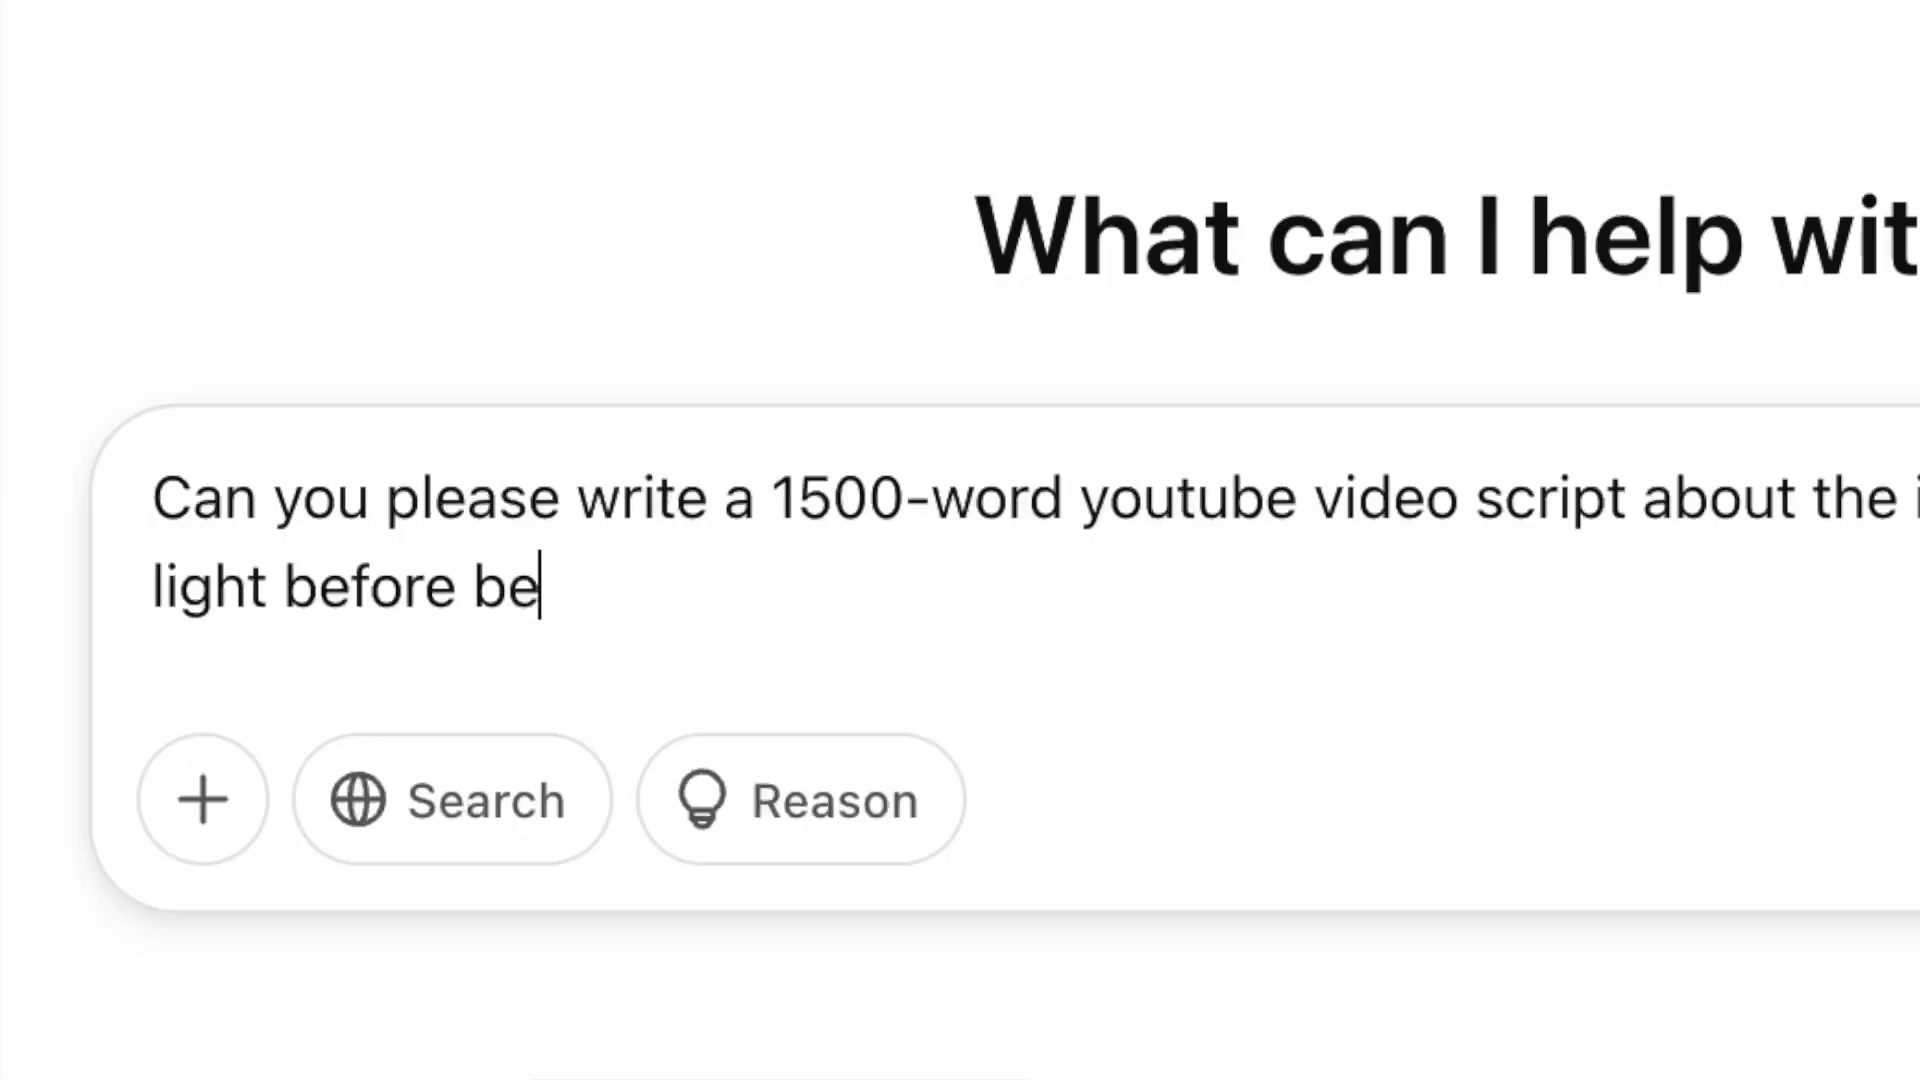 What can I help wit
Can you please write a 1500-word youtube video script about the i
light before be
Search
Reason